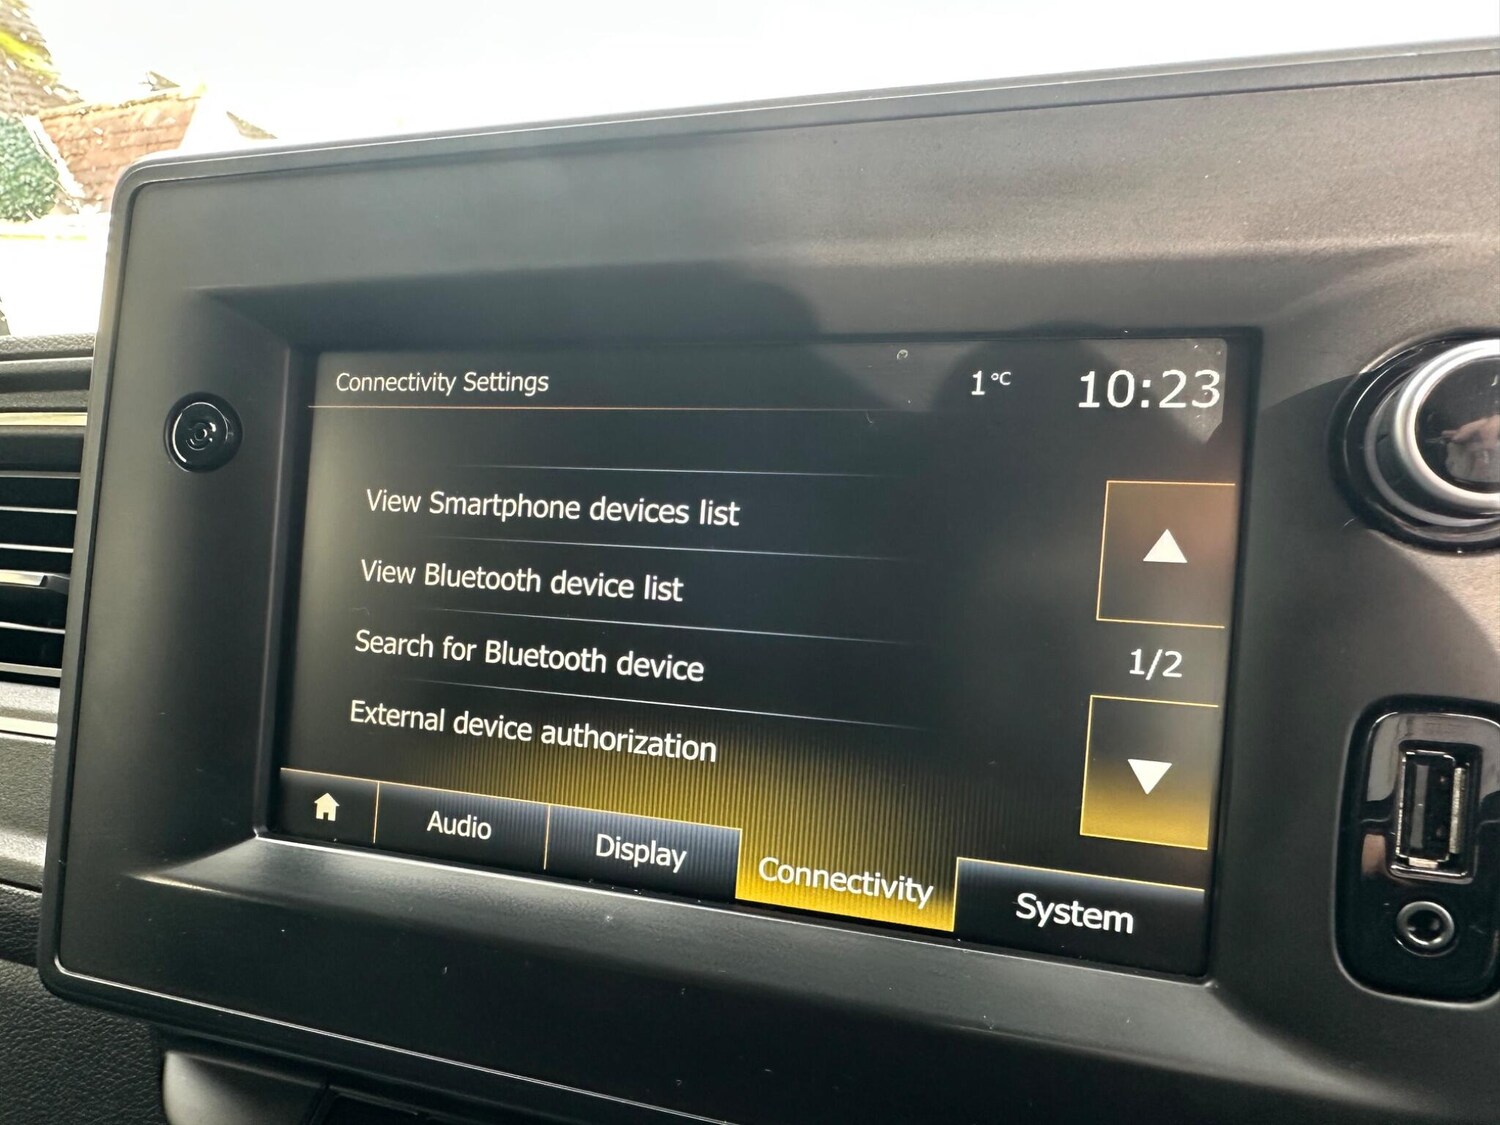 Connectivity Settings
1°C
10:23
View Smartphone devices list
View Bluetooth device list
1/2
Search for Bluetooth device
External device authorization
Audio
Display
Connectivity
System